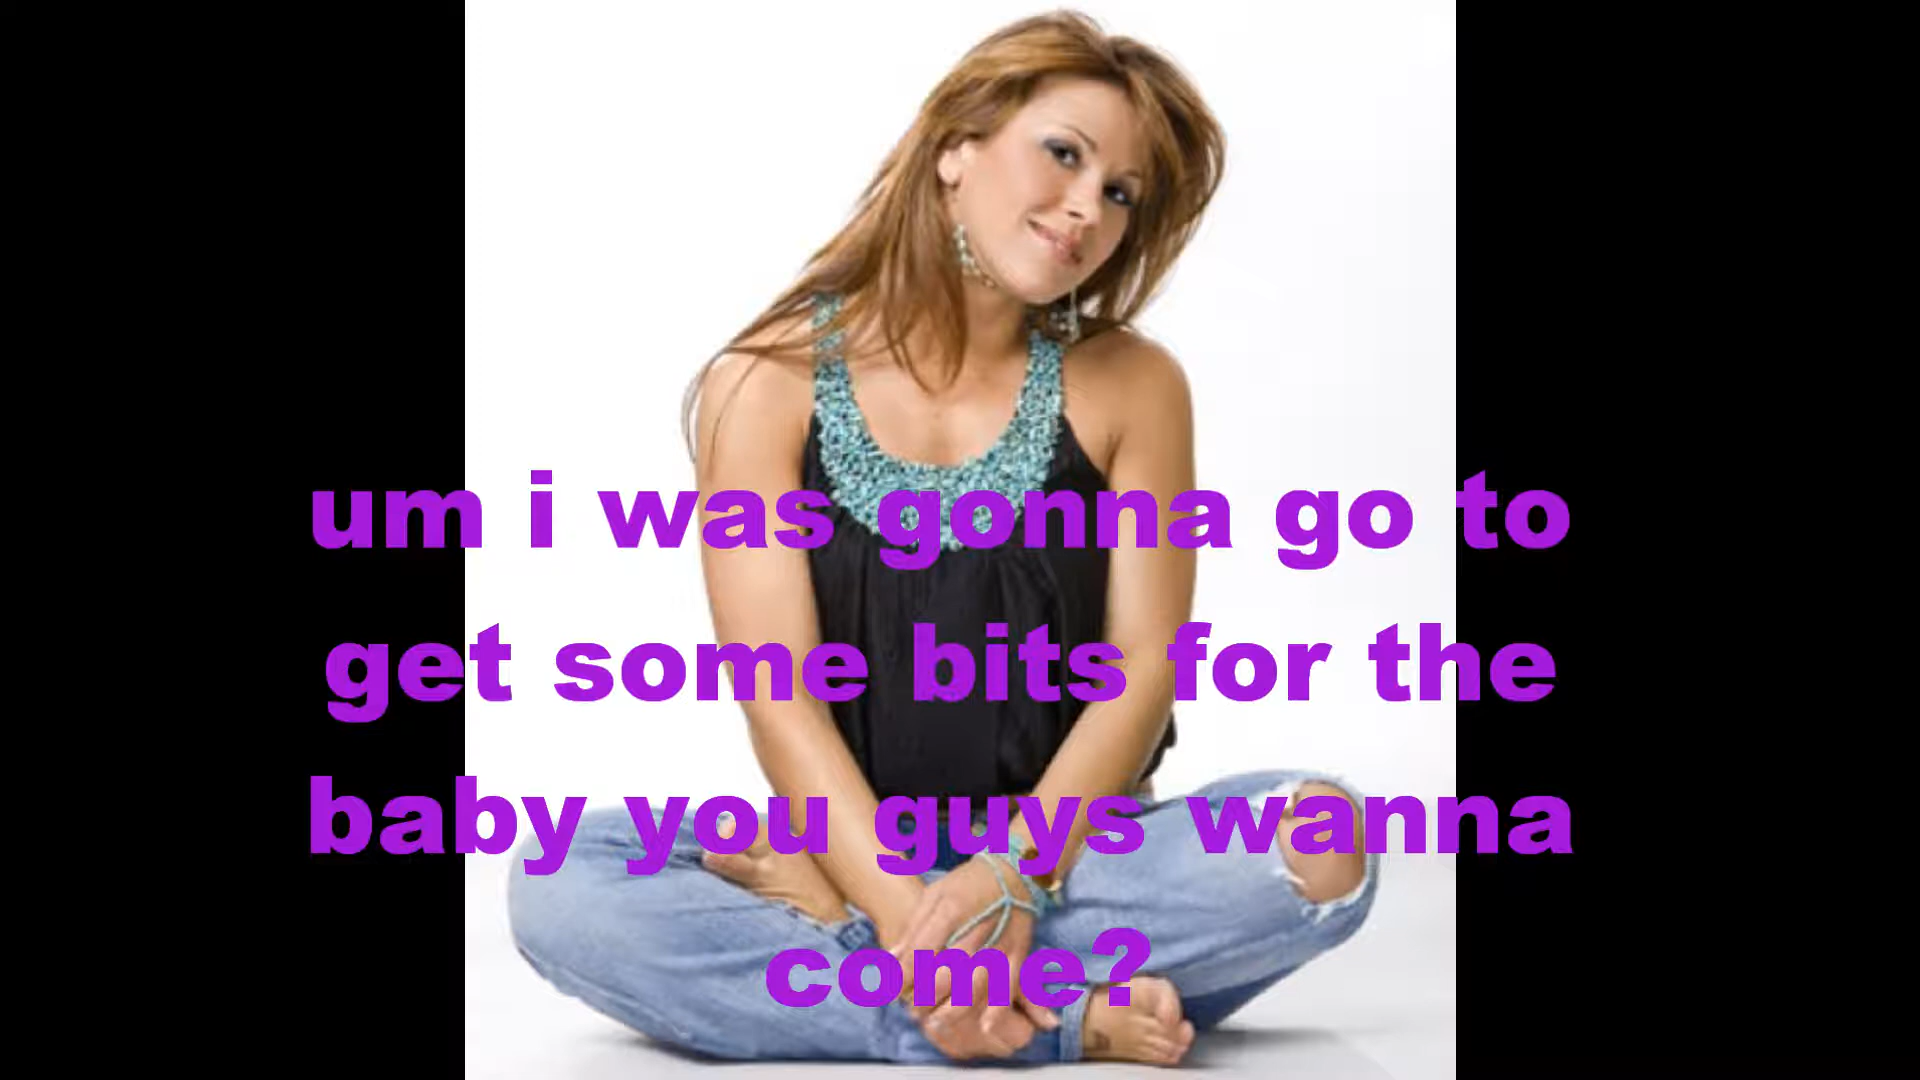 um i was gonna go to
get some bits for the
baby you guys wanna
come?